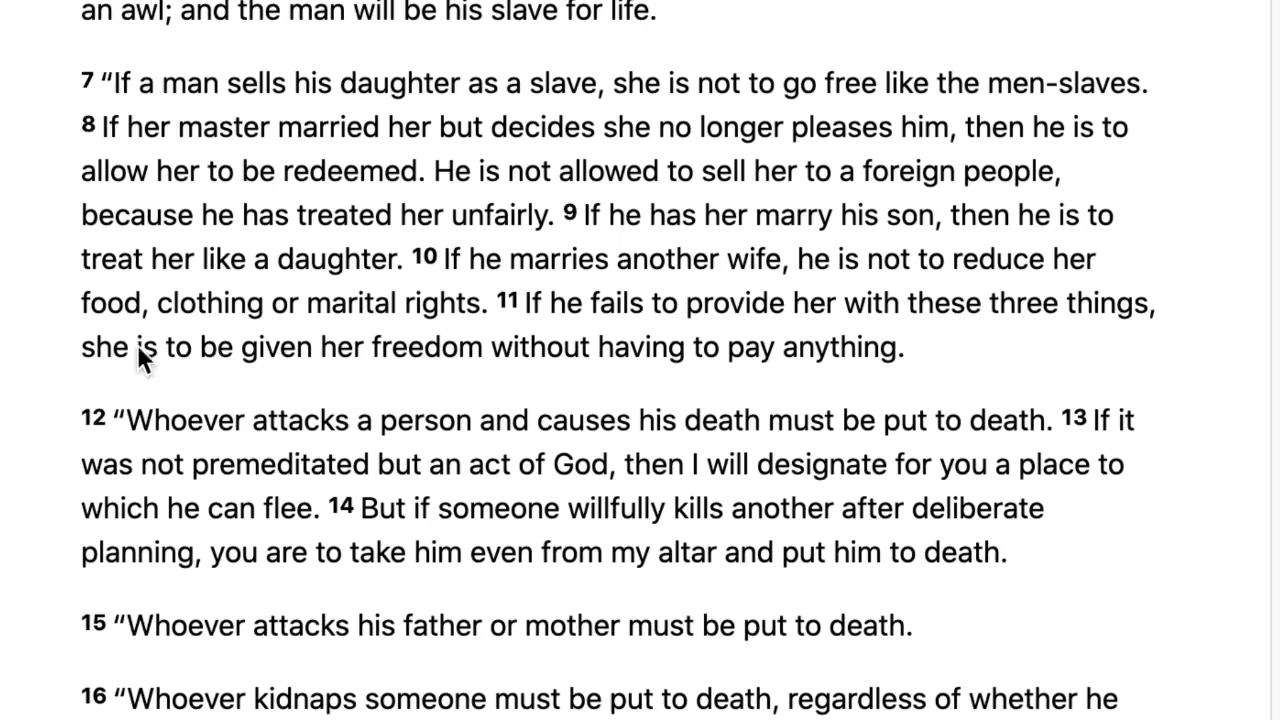 an awl; and the man will be his slave for life.
7 “If a man sells his daughter as a slave, she is not to go free like the men-slaves.
8 If her master married her but decides she no longer pleases him, then he is to
allow her to be redeemed. He is not allowed to sell her to a foreign people,
because he has treated her unfairly. 9 If he has her marry his son, then he is to
treat her like a daughter. 10 If he marries another wife, he is not to reduce her
food, clothing or marital rights. 11 If he fails to provide her with these three things,
she is to be given her freedom without having to pay anything.
12 “Whoever attacks a person and causes his death must be put to death. 13 If it
was not premeditated but an act of God, then I will designate for you a place to
which he can flee. 14 But if someone willfully kills another after deliberate
planning, you are to take him even from my altar and put him to death.
15 “Whoever attacks his father or mother must be put to death.
16 “Whoever kidnaps someone must be put to death, regardless of whether he